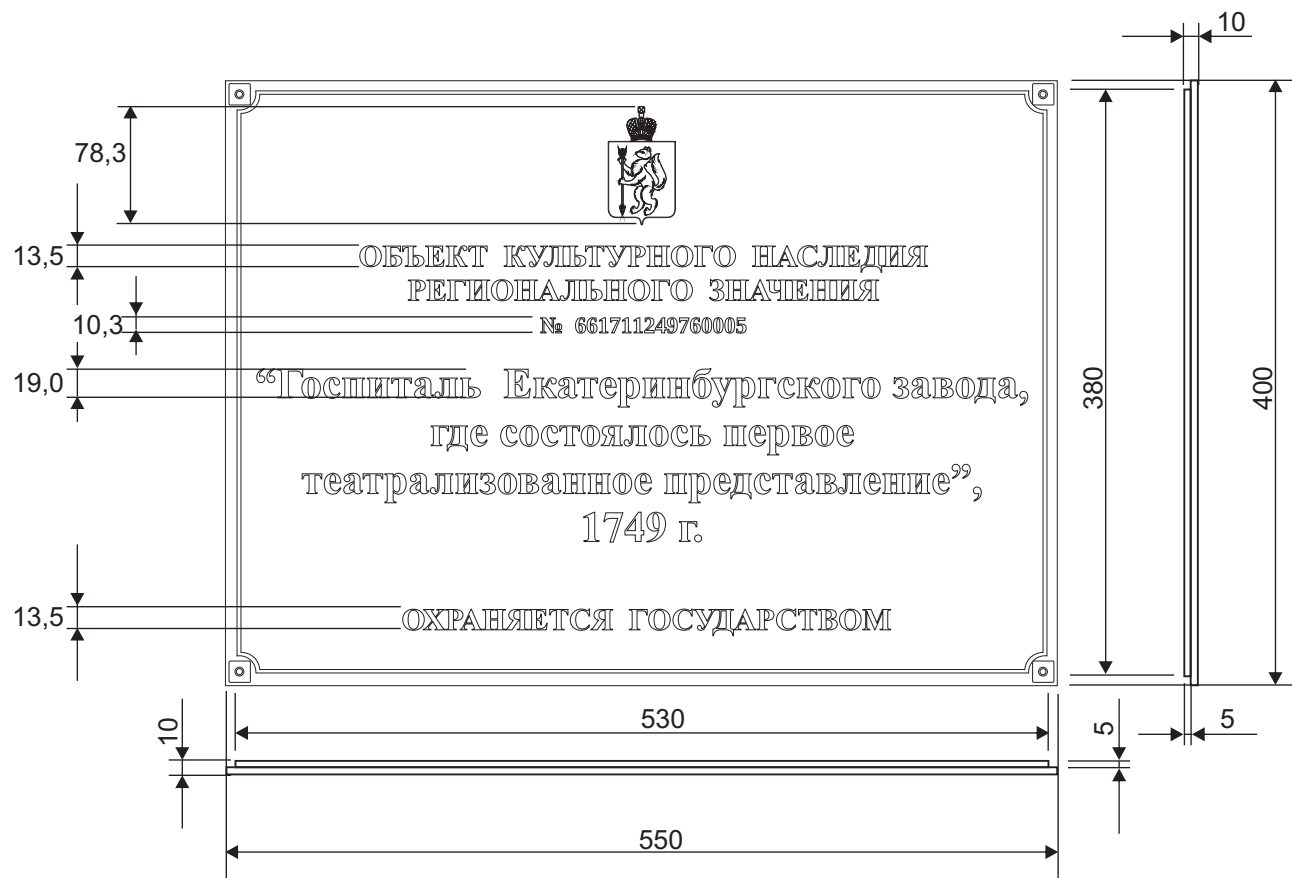 10
78,3
13,5
ОБЪЕКТ КУЛЬТУРНОГО НАСЛЕДИЯ
РЕГИОНАЛЬНОГО ЗНАЧЕНИЯ
10,3
№ 661711249760005
19,0
“Госпиталь Екатеринбургского завода,
где состоялось первое
театрализованное представление”,
1749 г.
380
400
13,5
ОХРАНЯЕТСЯ ГОСУДАРСТВОМ
10
530
5
5
550